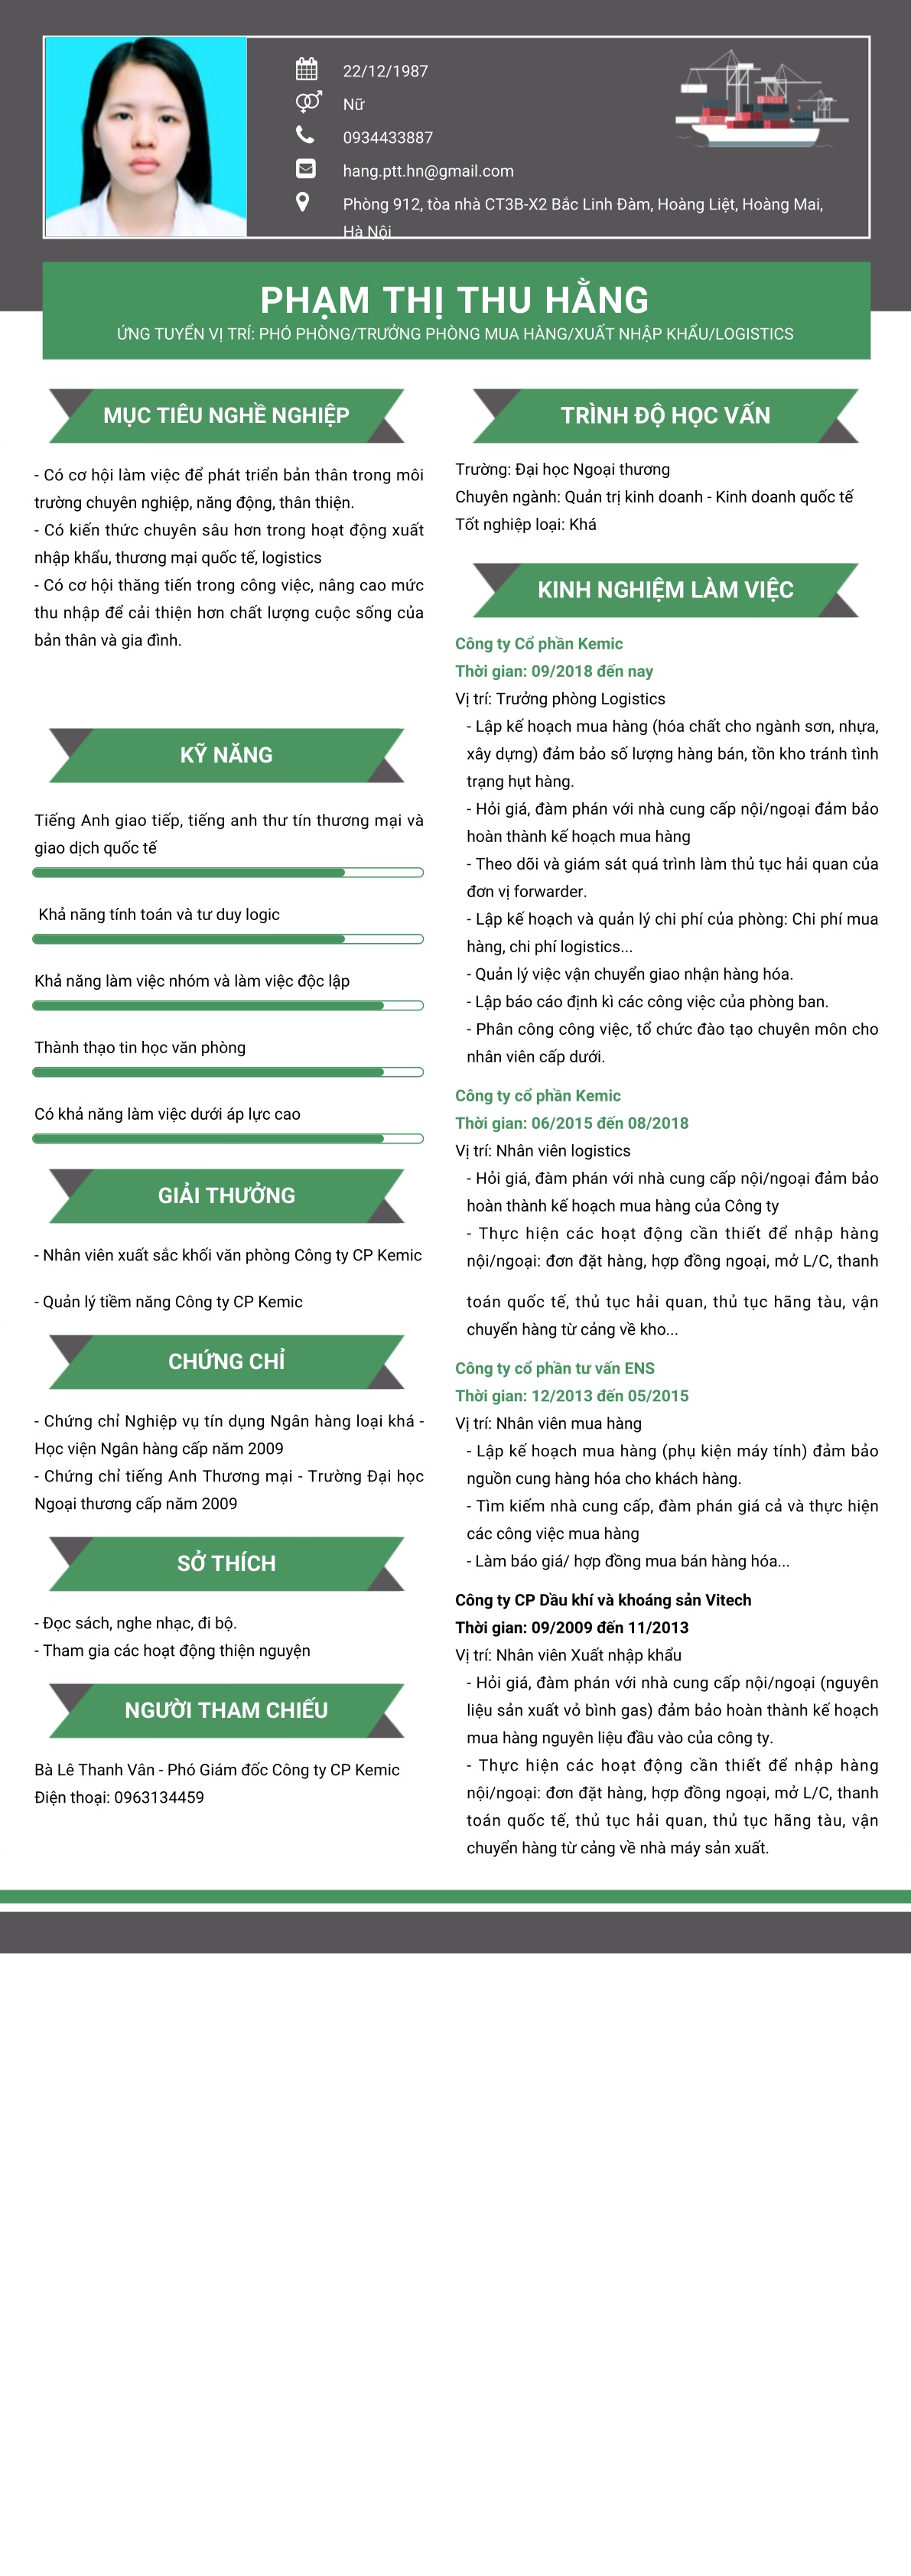 22/12/1987
Nữ
0934433887
hang.ptt.hn@gmail.com
Phòng 912, tòa nhà CT3B-X2 Bắc Linh Đàm, Hoàng Liệt, Hoàng Mai,
Hà Nội
PHẠM THỊ THU HẰNG
ỨNG TUYỂN VỊ TRÍ: PHÓ PHÒNG/TRƯỞNG PHÒNG MUA HÀNG/XUẤT NHẬP KHẨU/LOGISTICS
MỤC TIÊU NGHỀ NGHIỆP
- Có cơ hội làm việc để phát triển bản thân trong môi
trường chuyên nghiệp, năng động, thân thiện.
- Có kiến thức chuyên sâu hơn trong hoạt động xuất
nhập khẩu, thương mại quốc tế, logistics
- Có cơ hội thăng tiến trong công việc, nâng cao mức
thu nhập để cải thiện hơn chất lượng cuộc sống của
bản thân và gia đình.
KỸ NĂNG
Tiếng Anh giao tiếp, tiếng anh thư tín thương mại và
giao dịch quốc tế
Khả năng tính toán và tư duy logic
Khả năng làm việc nhóm và làm việc độc lập
Thành thạo tin học văn phòng
Có khả năng làm việc dưới áp lực cao
GIẢI THƯỞNG
- Nhân viên xuất sắc khối văn phòng Công ty CP Kemic
- Quản lý tiềm năng Công ty CP Kemic
CHỨNG CHỈ
- Chứng chỉ Nghiệp vụ tín dụng Ngân hàng loại khá -
Học viện Ngân hàng cấp năm 2009
- Chứng chỉ tiếng Anh Thương mại - Trường Đại học
Ngoại thương cấp năm 2009
SỞ THÍCH
- Đọc sách, nghe nhạc, đi bộ.
- Tham gia các hoạt động thiện nguyện
NGƯỜI THAM CHIẾU
Bà Lê Thanh Vân - Phó Giám đốc Công ty CP Kemic
Điện thoại: 0963134459
TRÌNH ĐỘ HỌC VẤN
Trường: Đại học Ngoại thương
Chuyên ngành: Quản trị kinh doanh - Kinh doanh quốc tế
Tốt nghiệp loại: Khá
KINH NGHIỆM LÀM VIỆC
Công ty Cổ phần Kemic
Thời gian: 09/2018 đến nay
Vị trí: Trưởng phòng Logistics
- Lập kế hoạch mua hàng (hóa chất cho ngành sơn, nhựa,
xây dựng) đảm bảo số lượng hàng bán, tồn kho tránh tình
trạng hụt hàng.
- Hỏi giá, đàm phán với nhà cung cấp nội/ngoại đảm bảo
hoàn thành kế hoạch mua hàng
- Theo dõi và giám sát quá trình làm thủ tục hải quan của
đơn vị forwarder.
- Lập kế hoạch và quản lý chi phí của phòng: Chi phí mua
hàng, chi phí logistics...
- Quản lý việc vận chuyển giao nhận hàng hóa.
- Lập báo cáo định kì các công việc của phòng ban.
- Phân công công việc, tổ chức đào tạo chuyên môn cho
nhân viên cấp dưới.
Công ty cổ phần Kemic
Thời gian: 06/2015 đến 08/2018
Vị trí: Nhân viên logistics
- Hỏi giá, đàm phán với nhà cung cấp nội/ngoại đảm bảo
hoàn thành kế hoạch mua hàng của Công ty
- Thực hiện các hoạt động cần thiết để nhập hàng
nội/ngoại: đơn đặt hàng, hợp đồng ngoại, mở L/C, thanh
toán quốc tế, thủ tục hải quan, thủ tục hãng tàu, vận
chuyển hàng từ cảng về kho...
Công ty cổ phần tư vấn ENS
Thời gian: 12/2013 đến 05/2015
Vị trí: Nhân viên mua hàng
- Lập kế hoạch mua hàng (phụ kiện máy tính) đảm bảo
nguồn cung hàng hóa cho khách hàng.
- Tìm kiếm nhà cung cấp, đàm phán giá cả và thực hiện
các công việc mua hàng
- Làm báo giá/ hợp đồng mua bán hàng hóa...
Công ty CP Dầu khí và khoáng sản Vitech
Thời gian: 09/2009 đến 11/2013
Vị trí: Nhân viên Xuất nhập khẩu
- Hỏi giá, đàm phán với nhà cung cấp nội/ngoại (nguyên
liệu sản xuất vỏ bình gas) đảm bảo hoàn thành kế hoạch
mua hàng nguyên liệu đầu vào của công ty.
- Thực hiện các hoạt động cần thiết để nhập hàng
nội/ngoại: đơn đặt hàng, hợp đồng ngoại, mở L/C, thanh
toán quốc tế, thủ tục hải quan, thủ tục hãng tàu, vận
chuyển hàng từ cảng về nhà máy sản xuất.